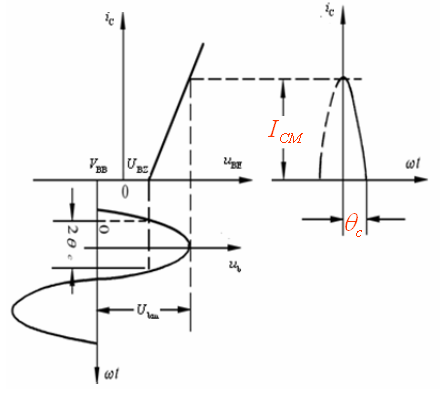 i_C
i_C
I_CM
V_BB
U_BZ
u_BE
ωt
0
0
θ_c
2θ_c
u_b
U_bm
ωt